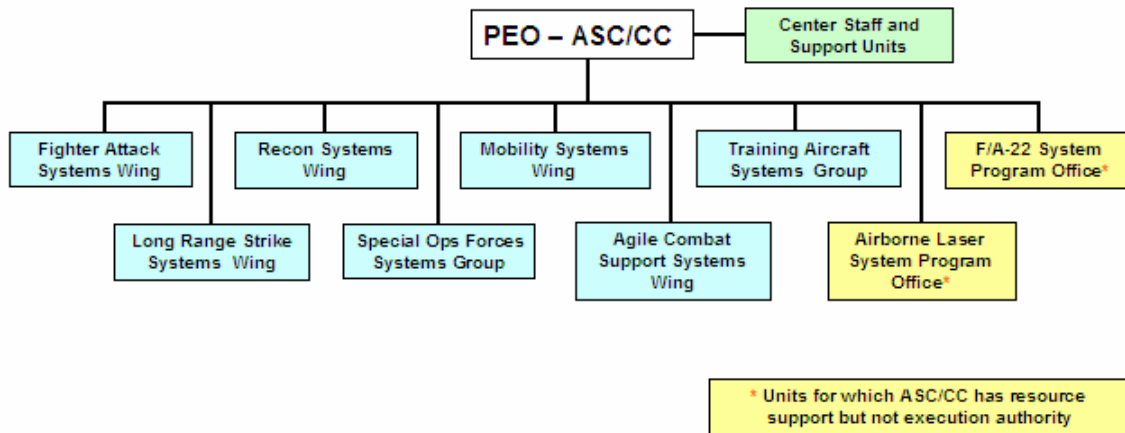 PEO – ASC/CC
Center Staff and
Support Units
Fighter Attack
Systems Wing
Recon Systems
Wing
Mobility Systems
Wing
Training Aircraft
Systems Group
F/A-22 System
Program Office*
Long Range Strike
Systems Wing
Special Ops Forces
Systems Group
Agile Combat
Support Systems
Wing
Airborne Laser
System Program
Office*
* Units for which ASC/CC has resource
support but not execution authority